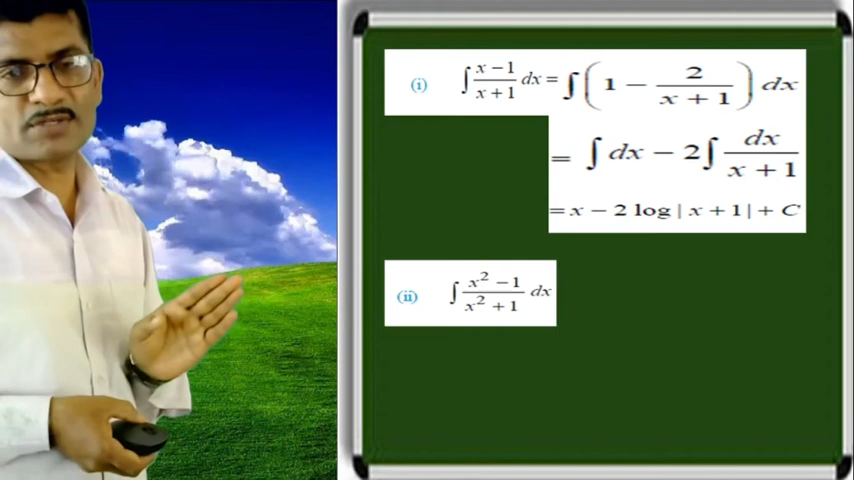 (i) ∫ (x − 1)/(x + 1) dx = ∫ (1 − 2/(x + 1)) dx
= ∫ dx − 2∫ dx/(x + 1)
= x − 2 log | x + 1| + C
(ii) ∫ (x² − 1)/(x² + 1) dx